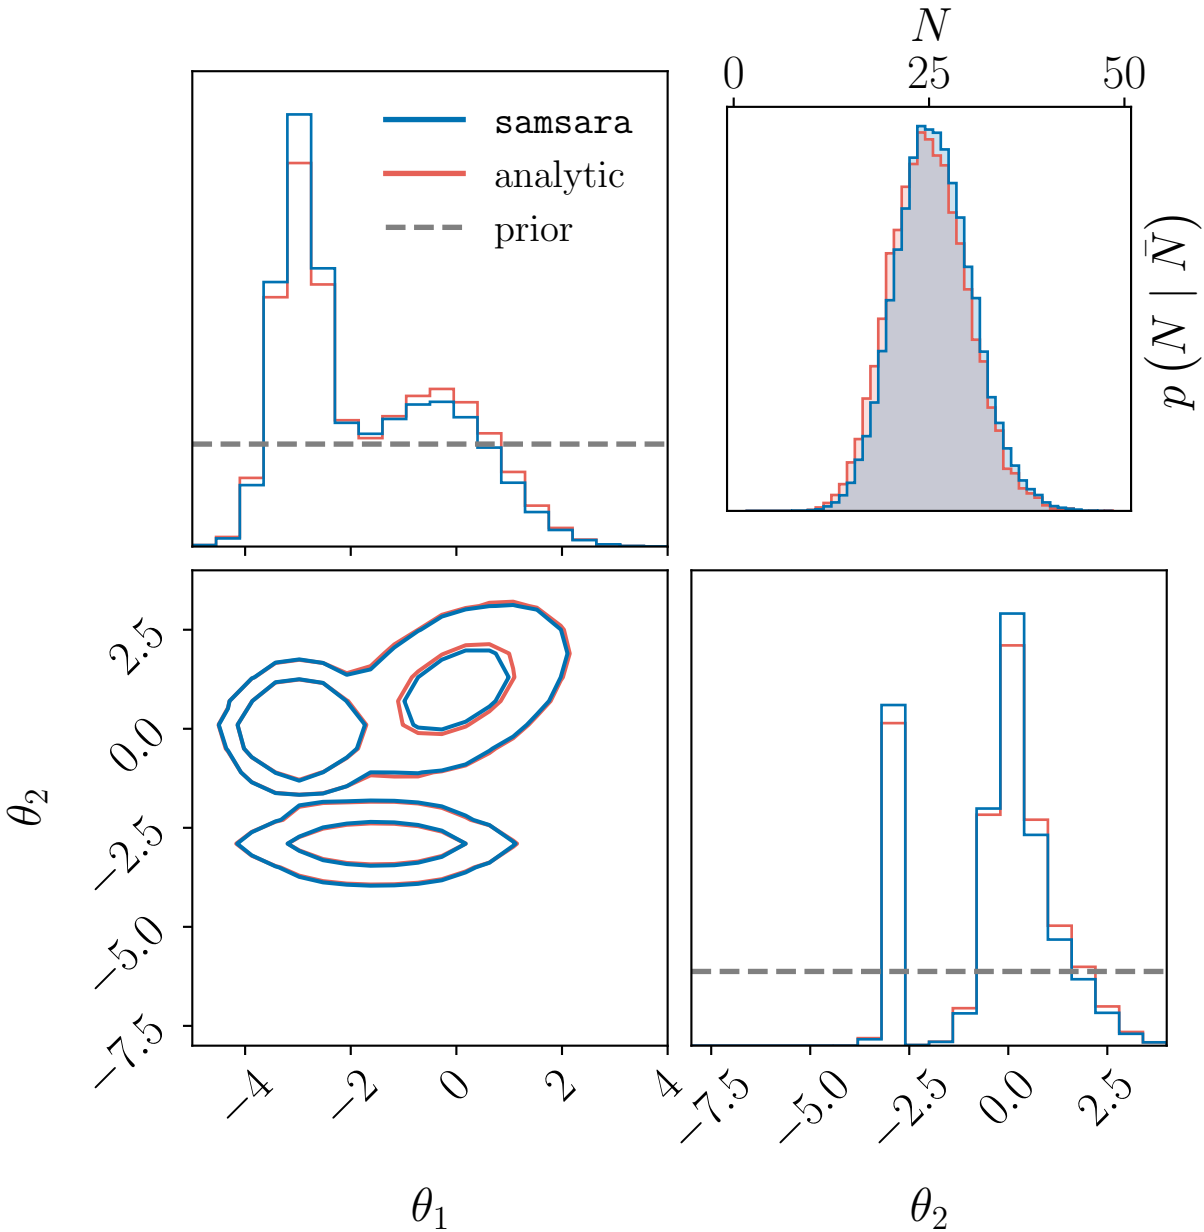 N
0 25 50
samsara
analytic
prior
p (N | N̄)
2.5
0.0
−2.5
−5.0
−7.5
θ₂
−4 −2 0 2 4
−7.5 −5.0 −2.5 0.0 2.5
θ₁ θ₂